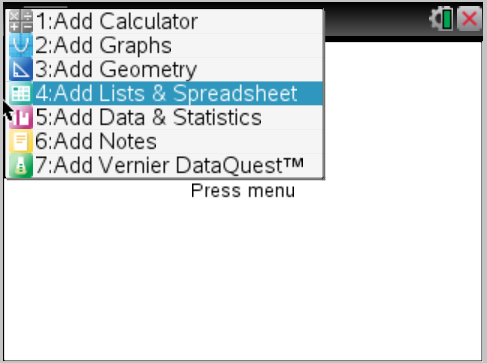 1:Add Calculator
2:Add Graphs
3:Add Geometry
4:Add Lists & Spreadsheet
5:Add Data & Statistics
6:Add Notes
7:Add Vernier DataQuest™
Press menu